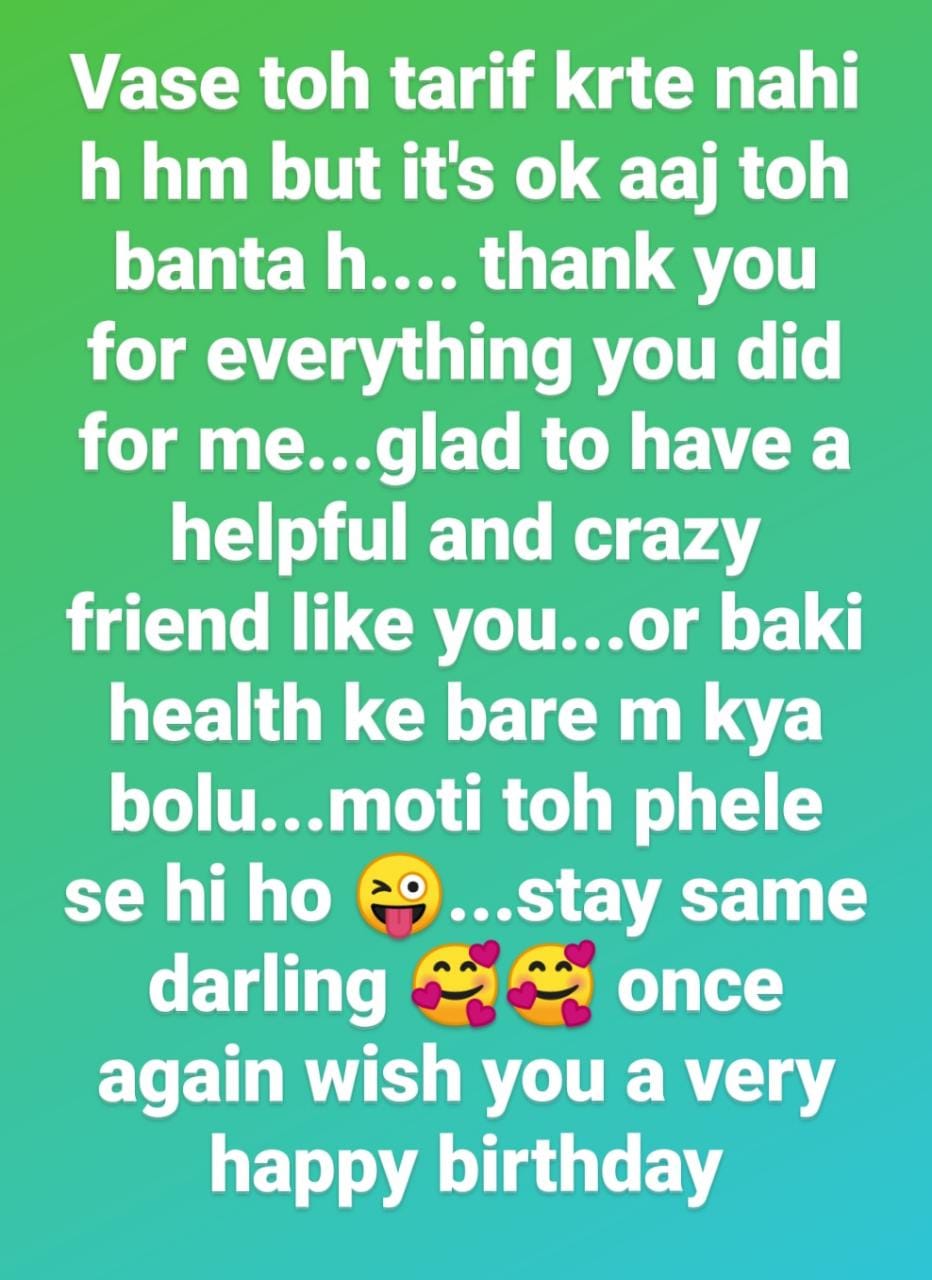 Vase toh tarif krte nahi
h hm but it's ok aaj toh
banta h.... thank you
for everything you did
for me...glad to have a
helpful and crazy
friend like you...or baki
health ke bare m kya
bolu...moti toh phele
se hi ho 😜...stay same
darling 🥰🥰 once
again wish you a very
happy birthday